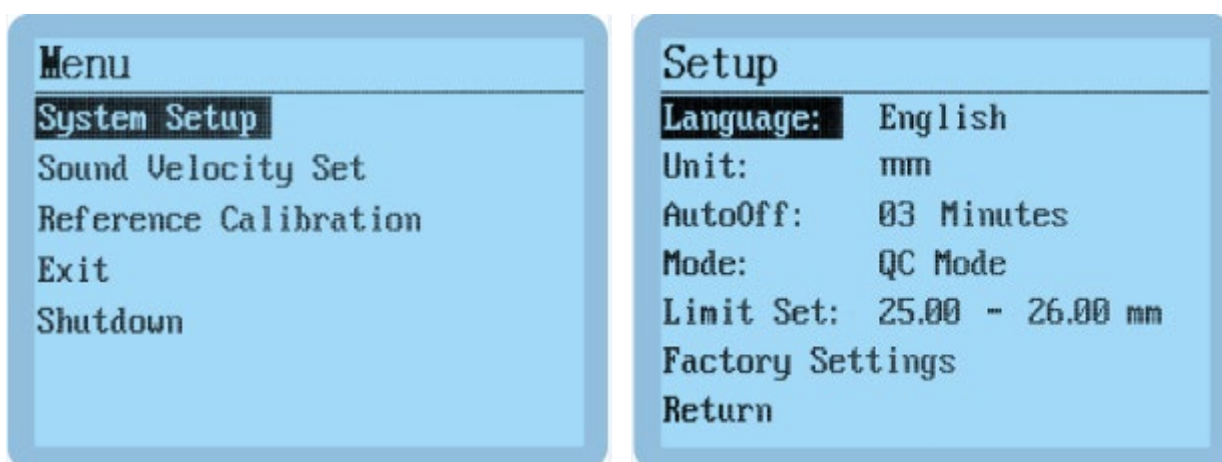 Menu
System Setup
Sound Velocity Set
Reference Calibration
Exit
Shutdown
Setup
Language: English
Unit: mm
AutoOff: 03 Minutes
Mode: QC Mode
Limit Set: 25.00 - 26.00 mm
Factory Settings
Return